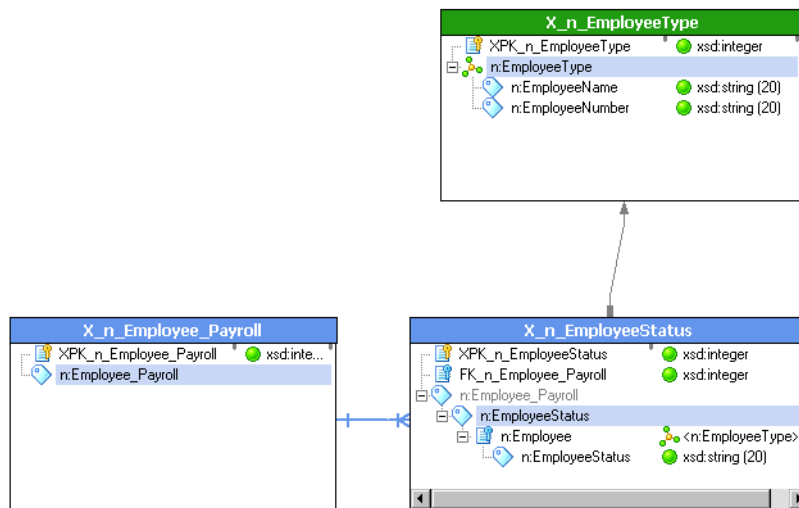 X_n_EmployeeType
XPK_n_EmployeeType xsd:integer
n:EmployeeType
n:EmployeeName xsd:string (20)
n:EmployeeNumber xsd:string (20)
X_n_Employee_Payroll
XPK_n_Employee_Payroll xsd:inte...
n:Employee_Payroll
X_n_EmployeeStatus
XPK_n_EmployeeStatus xsd:integer
FK_n_Employee_Payroll xsd:integer
n:Employee_Payroll
n:EmployeeStatus
n:Employee <n:EmployeeType>
n:EmployeeStatus xsd:string (20)